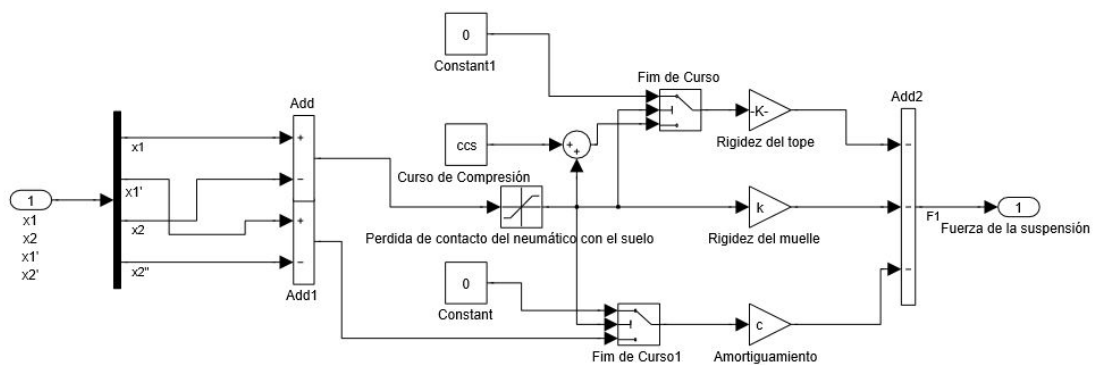 0
Constant1
Fim de Curso
Add2
Add
-K-
Rigidez del tope
+
x1
ccs
+
+
Curso de Compresión
−
−
1
x1'
+
x2
−
x2''
Add1
x1
x2
x1'
x2'
Perdida de contacto del neumático con el suelo
k
Rigidez del muelle
−
F1
1
Fuerza de la suspensión
0
Constant
−
Fim de Curso1
c
Amortiguamiento